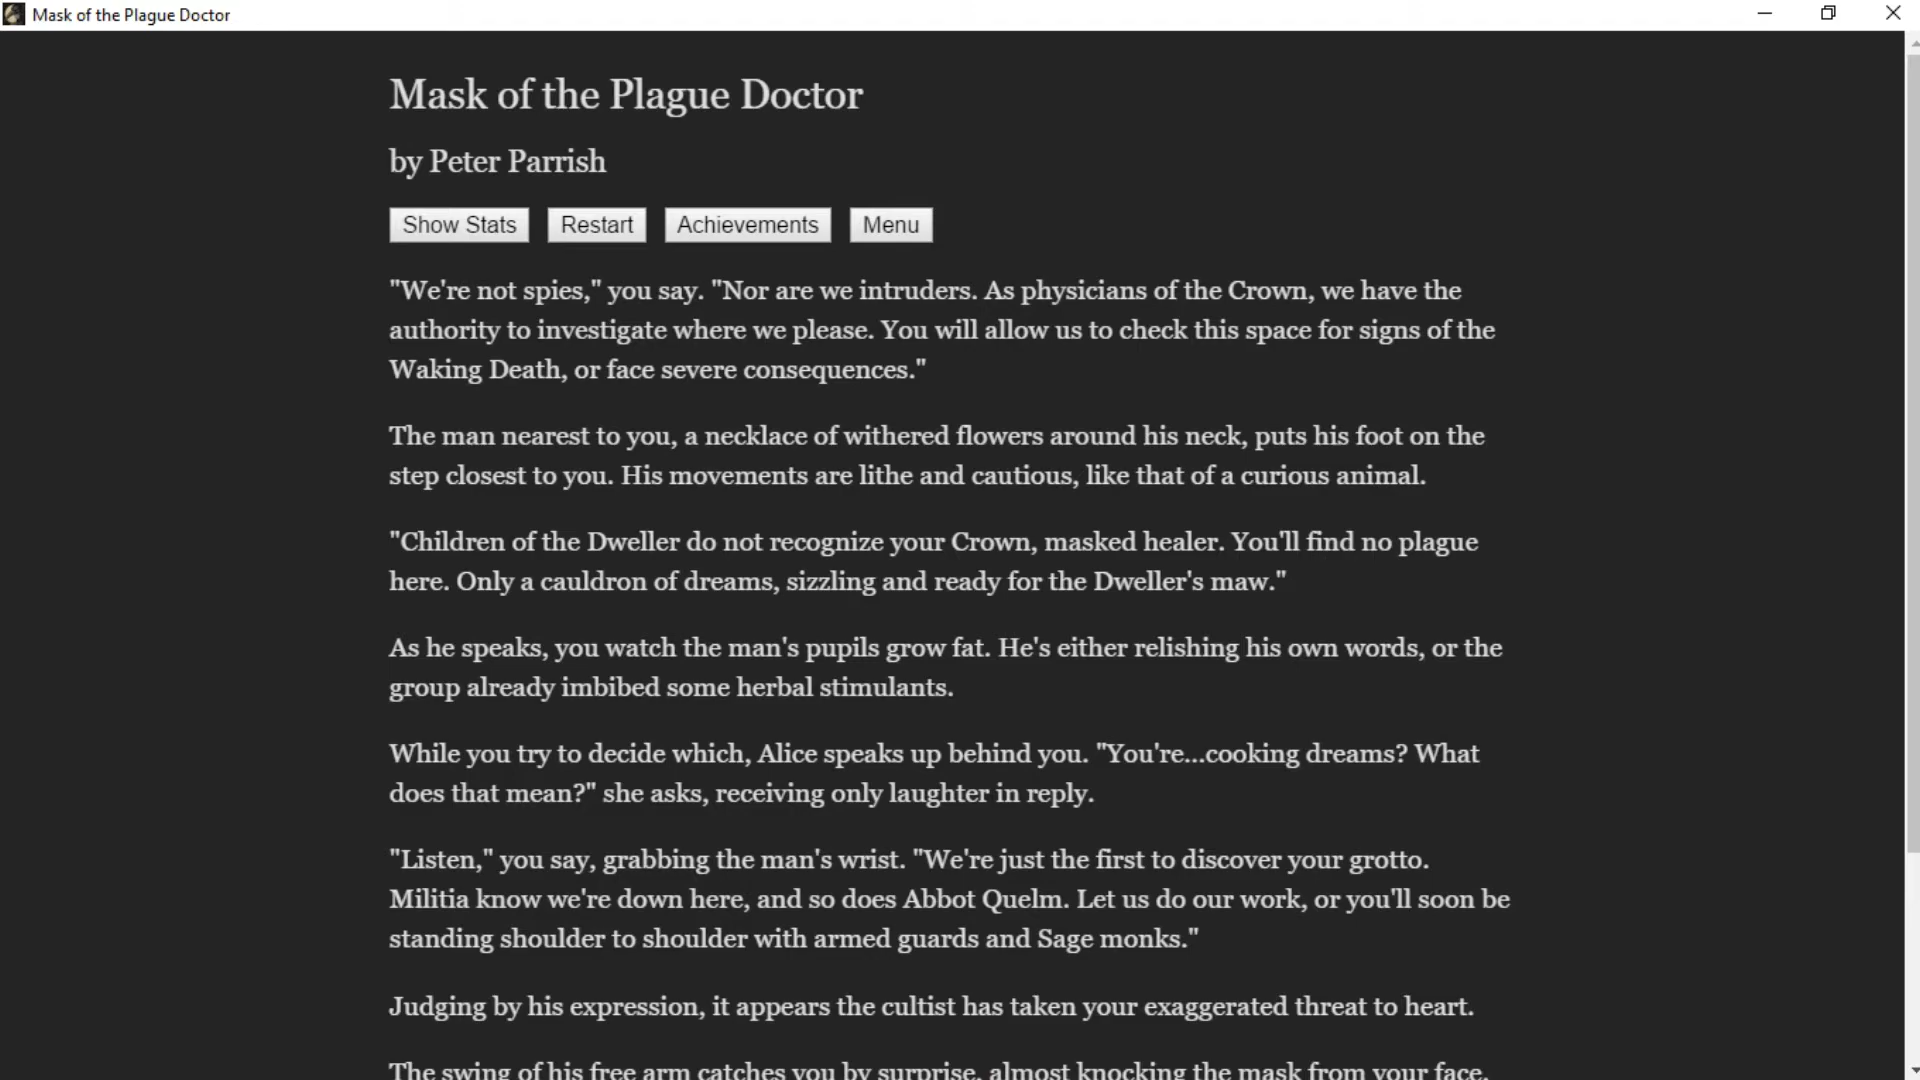 Mask of the Plague Doctor
Mask of the Plague Doctor
by Peter Parrish
Show Stats Restart Achievements Menu
"We're not spies," you say. "Nor are we intruders. As physicians of the Crown, we have the
authority to investigate where we please. You will allow us to check this space for signs of the
Waking Death, or face severe consequences."
The man nearest to you, a necklace of withered flowers around his neck, puts his foot on the
step closest to you. His movements are lithe and cautious, like that of a curious animal.
"Children of the Dweller do not recognize your Crown, masked healer. You'll find no plague
here. Only a cauldron of dreams, sizzling and ready for the Dweller's maw."
As he speaks, you watch the man's pupils grow fat. He's either relishing his own words, or the
group already imbibed some herbal stimulants.
While you try to decide which, Alice speaks up behind you. "You're...cooking dreams? What
does that mean?" she asks, receiving only laughter in reply.
"Listen," you say, grabbing the man's wrist. "We're just the first to discover your grotto.
Militia know we're down here, and so does Abbot Quelm. Let us do our work, or you'll soon be
standing shoulder to shoulder with armed guards and Sage monks."
Judging by his expression, it appears the cultist has taken your exaggerated threat to heart.
The swing of his free arm catches you by surprise, almost knocking the mask from your face.